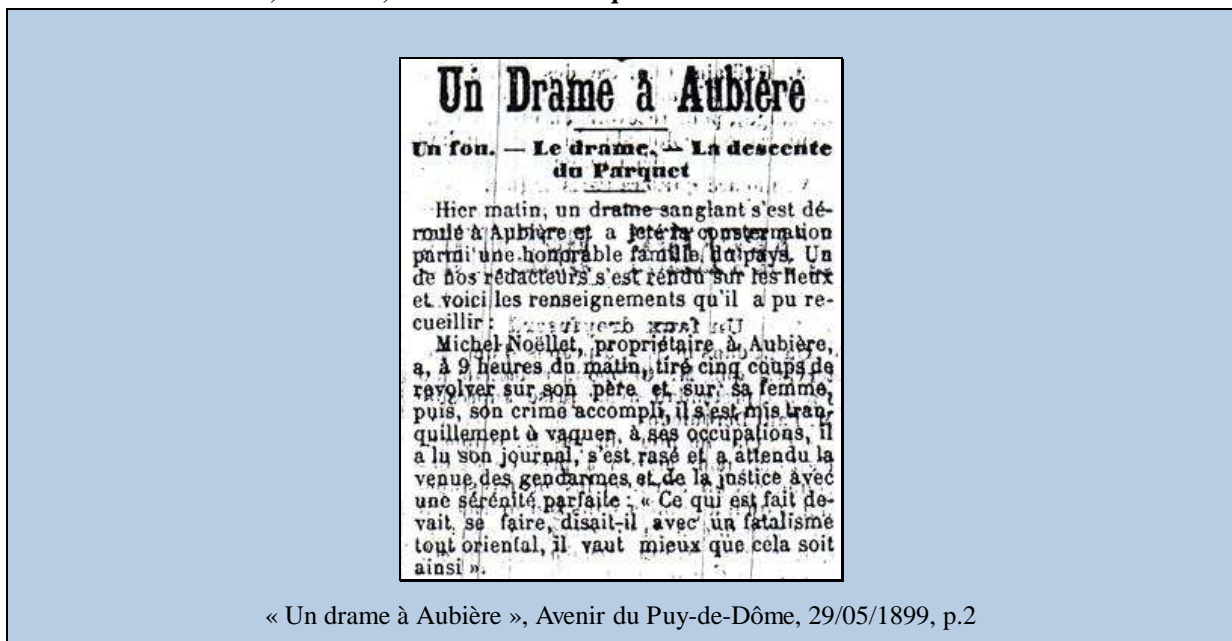 Un Drame à Aubière
Un fou. — Le drame. — La descente
du Parquet
Hier matin, un drame sanglant s'est dé-
roulé à Aubière et a jeté la consternation
parmi une honorable famille du pays. Un
de nos rédacteurs s'est rendu sur les lieux
et voici les renseignements qu'il a pu re-
cueillir :
Michel Noëllet, propriétaire à Aubière,
a, à 9 heures du matin, tiré cinq coups de
revolver sur son père et sur sa femme,
puis, son crime accompli, il s'est mis tran-
quillement à vaquer, à ses occupations, il
a lu son journal, s'est rasé et a attendu la
venue des gendarmes et de la justice avec
une sérénité parfaite : « Ce qui est fait de-
vait se faire, disait-il avec un fatalisme
tout oriental, il vaut mieux que cela soit
ainsi ».
« Un drame à Aubière », Avenir du Puy-de-Dôme, 29/05/1899, p.2